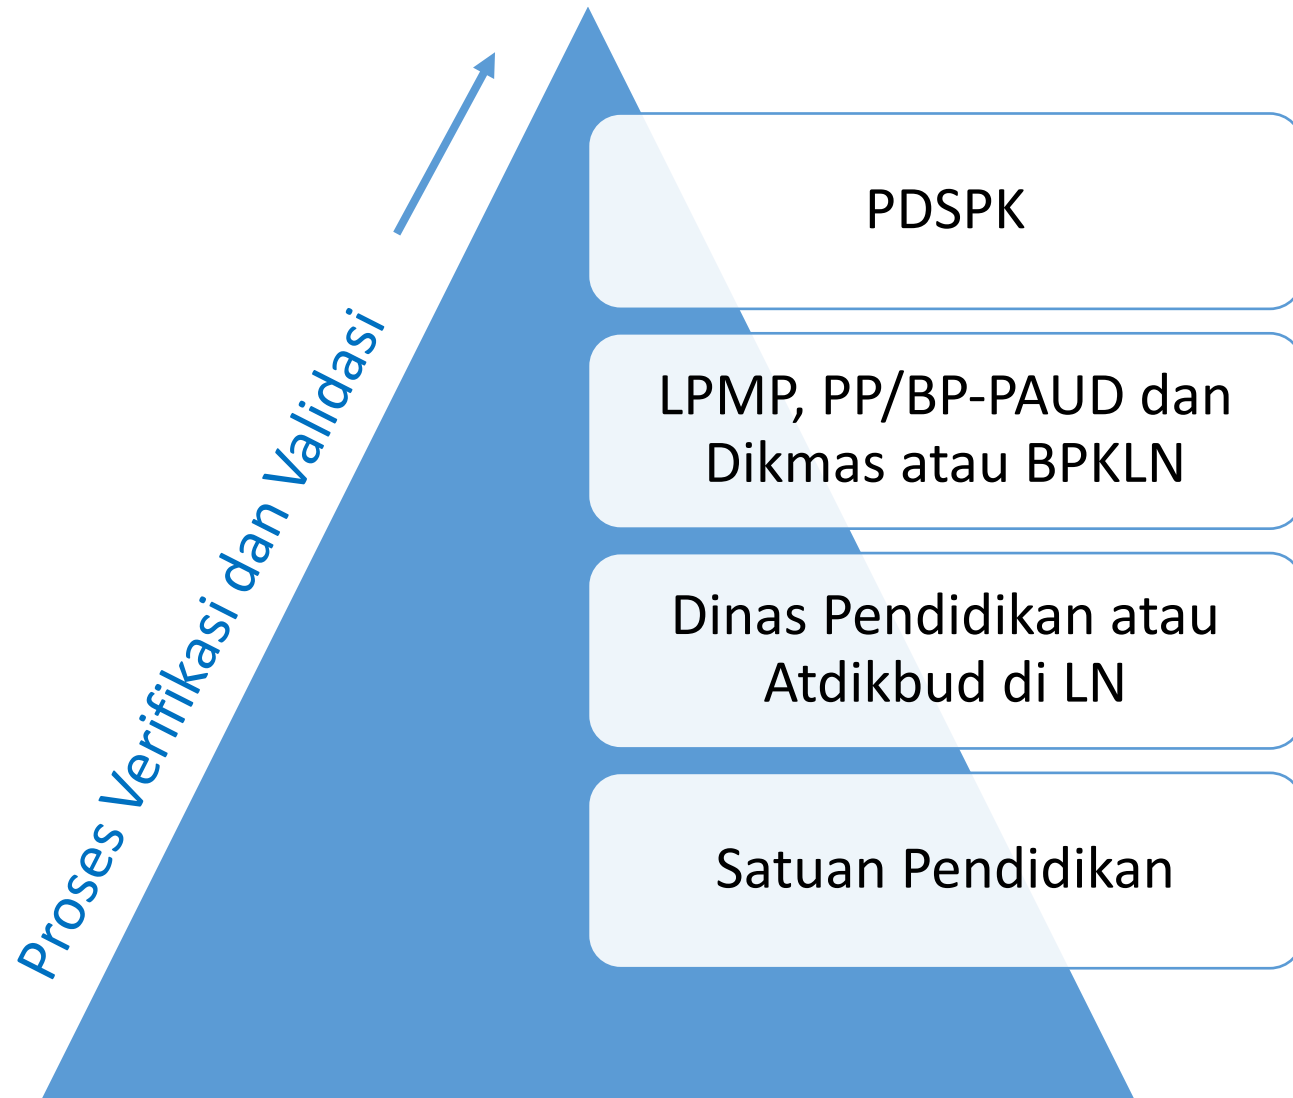 Proses Verifikasi dan Validasi
PDSPK
LPMP, PP/BP-PAUD dan
Dikmas atau BPKLN
Dinas Pendidikan atau
Atdikbud di LN
Satuan Pendidikan